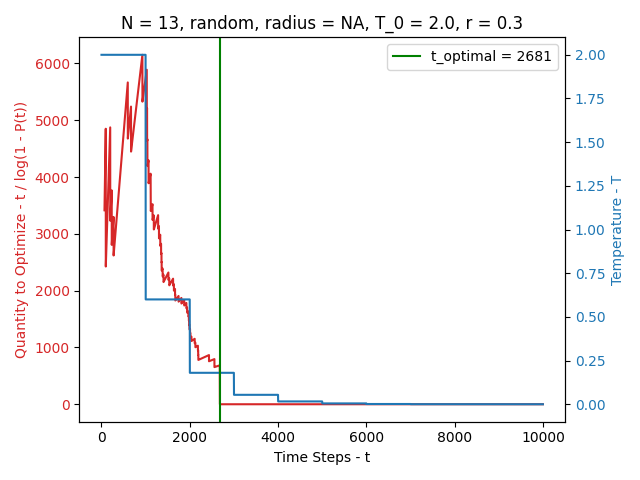 N = 13, random, radius = NA, T_0 = 2.0, r = 0.3
t_optimal = 2681
Quantity to Optimize - t / log(1 - P(t))
6000
5000
4000
3000
2000
1000
0
2.00
1.75
1.50
1.25
1.00
0.75
0.50
0.25
0.00
Temperature - T
0 2000 4000 6000 8000 10000
Time Steps - t